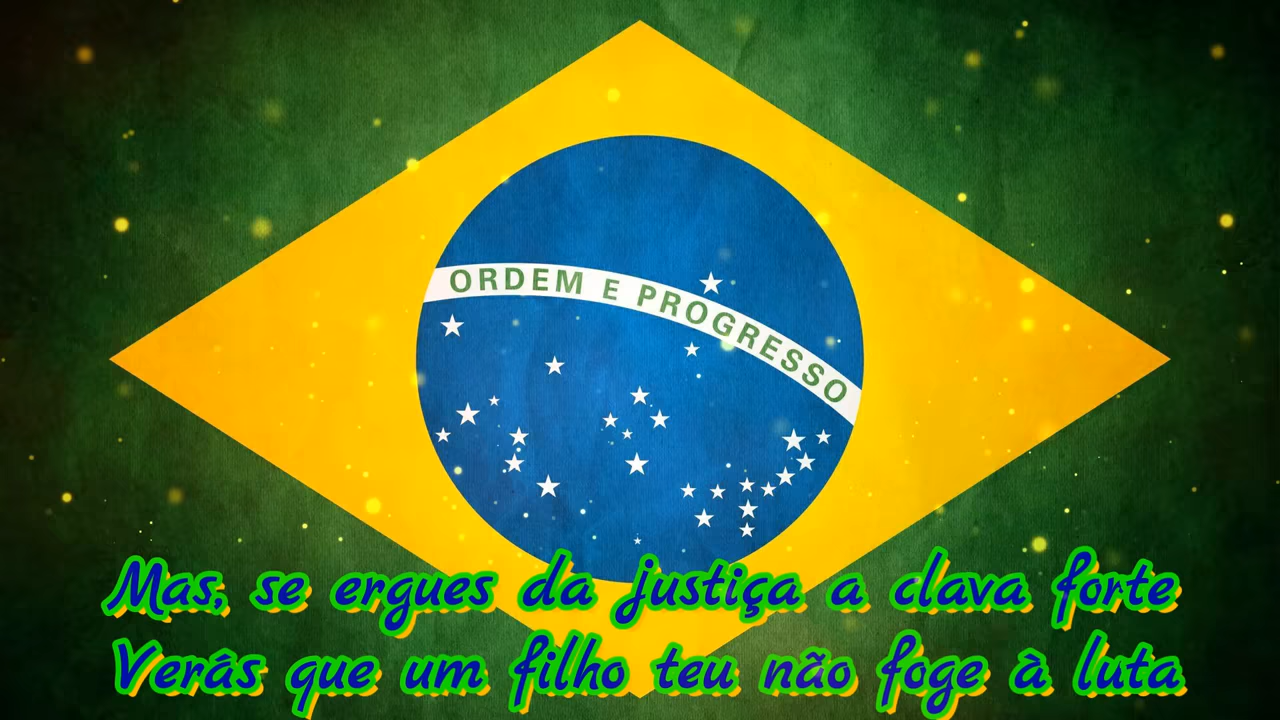 ORDEM E PROGRESSO
Mas, se ergues da justiça a clava forte
Verás que um filho teu não foge à luta